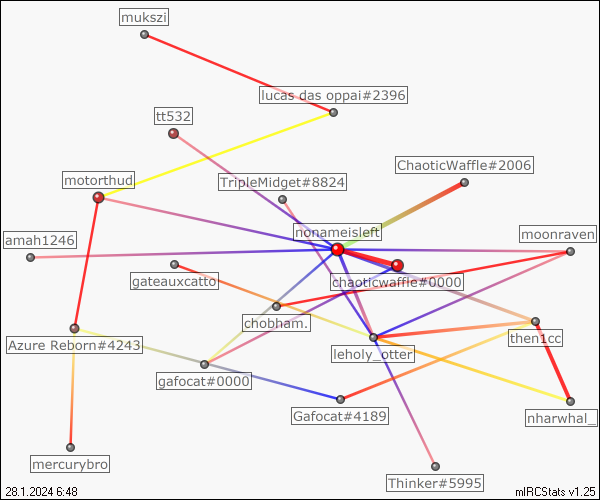 mukszi
lucas das oppai#2396
tt532
ChaoticWaffle#2006
motorthud
TripleMidget#8824
nonameisleft
moonraven
amah1246
gateauxcatto
chaoticwaffle#0000
chobham.
Azure Reborn#4243
then1cc
leholy_otter
gafocat#0000
Gafocat#4189
nharwhal_
mercurybro
Thinker#5995
28.1.2024 6:48
mIRCStats v1.25